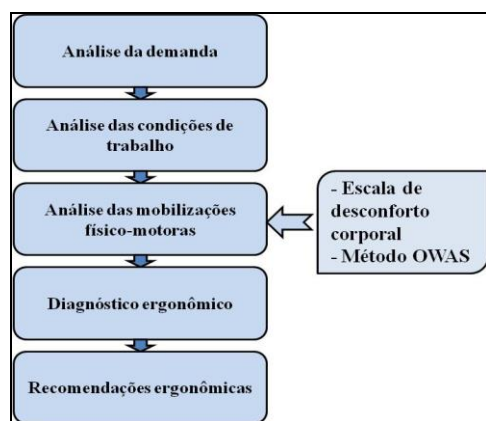 Análise da demanda
Análise das condições de
trabalho
Análise das mobilizações
físico-motoras
- Escala de
desconforto
corporal
- Método OWAS
Diagnóstico ergonômico
Recomendações ergonômicas